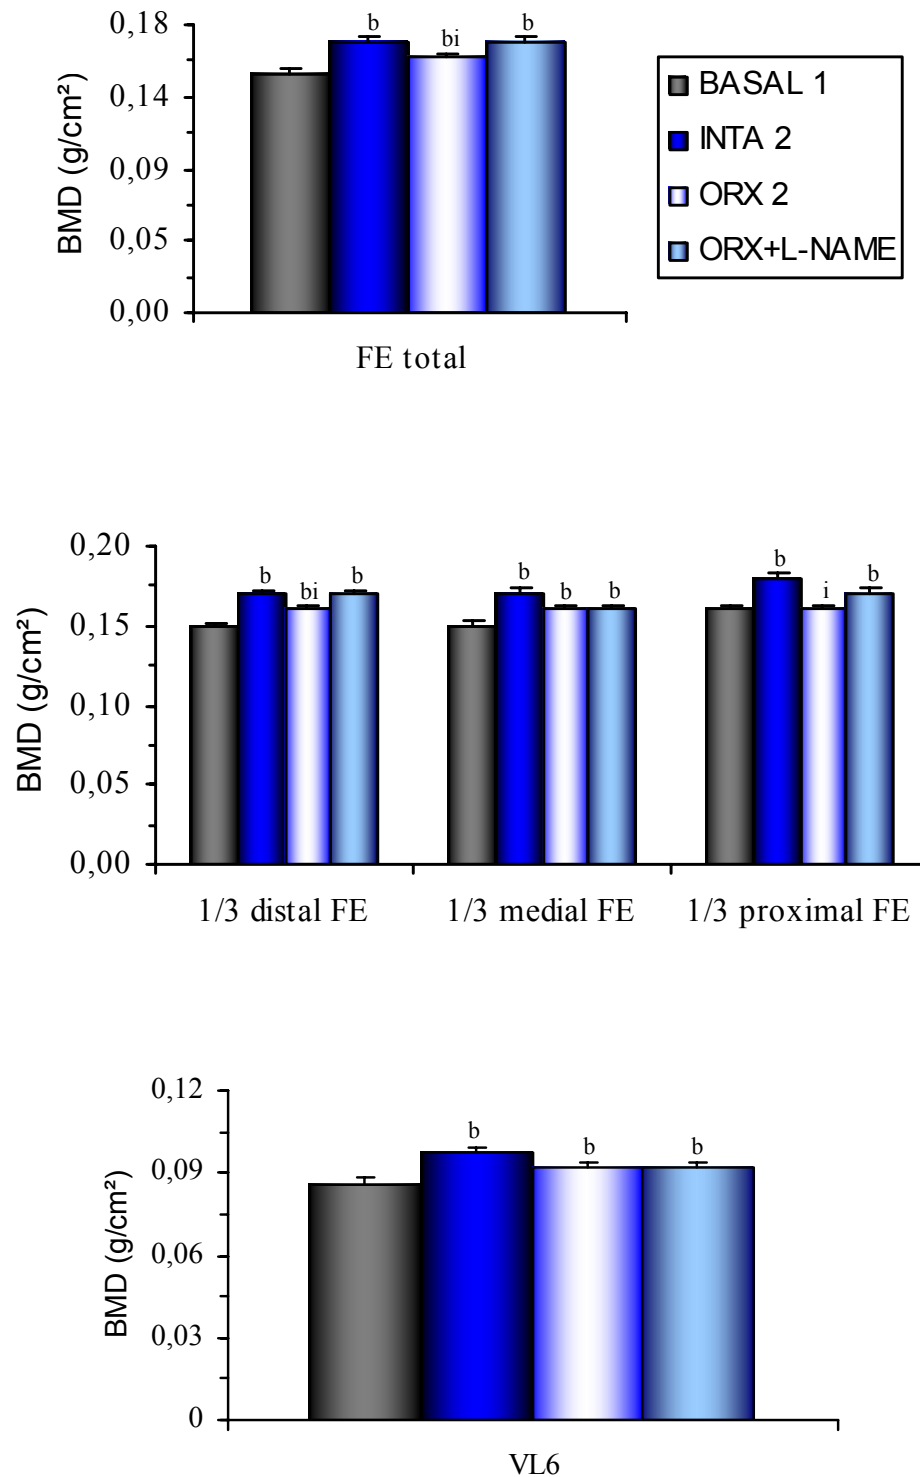 0,18
0,14
0,09
0,05
0,00
BMD (g/cm²)
b
bi
b
FE total
BASAL 1
INTA 2
ORX 2
ORX+L-NAME
0,20
0,15
0,10
0,05
0,00
BMD (g/cm²)
b
bi
b
b
b
b
b
i
b
1/3 distal FE
1/3 medial FE
1/3 proximal FE
0,12
0,09
0,06
0,03
0
BMD (g/cm²)
b
b
b
VL6